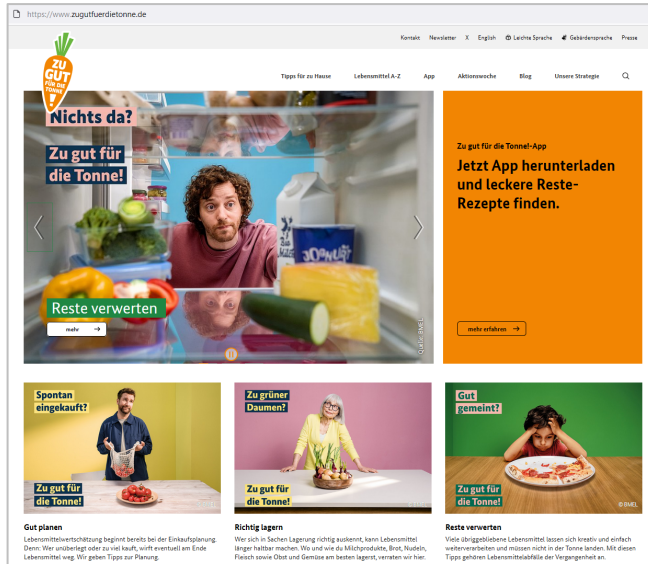 https://www.zugutfuerdietonne.de
Kontakt Newsletter X English Leichte Sprache Gebärdensprache Presse
ZU
GUT
FÜR DIE
TONNE
!
Tipps für zu Hause Lebensmittel A-Z App Aktionswoche Blog Unsere Strategie
Nichts da?
Zu gut für
die Tonne!
JOGHURT
Reste verwerten
mehr →
Quelle: BMEL
Zu gut für die Tonne!-App
Jetzt App herunterladen
und leckere Reste-
Rezepte finden.
mehr erfahren →
Spontan
eingekauft?
Zu gut für
die Tonne!
Zu grüner
Daumen?
Zu gut für
die Tonne!
Gut
gemeint?
Zu gut für
die Tonne!
© BMEL
Gut planen
Lebensmittelwertschätzung beginnt bereits bei der Einkaufsplanung.
Denn: Wer unüberlegt oder zu viel kauft, wirft eventuell am Ende
Lebensmittel weg. Wir geben Tipps zur Planung.
Richtig lagern
Wer sich in Sachen Lagerung richtig auskennt, kann Lebensmittel
länger haltbar machen. Wo und wie du Milchprodukte, Brot, Nudeln,
Fleisch sowie Obst und Gemüse am besten lagerst, verraten wir hier.
Reste verwerten
Viele übriggebliebene Lebensmittel lassen sich kreativ und einfach
weiterverarbeiten und müssen nicht in der Tonne landen. Mit diesen
Tipps gehören Lebensmittelabfälle der Vergangenheit an.